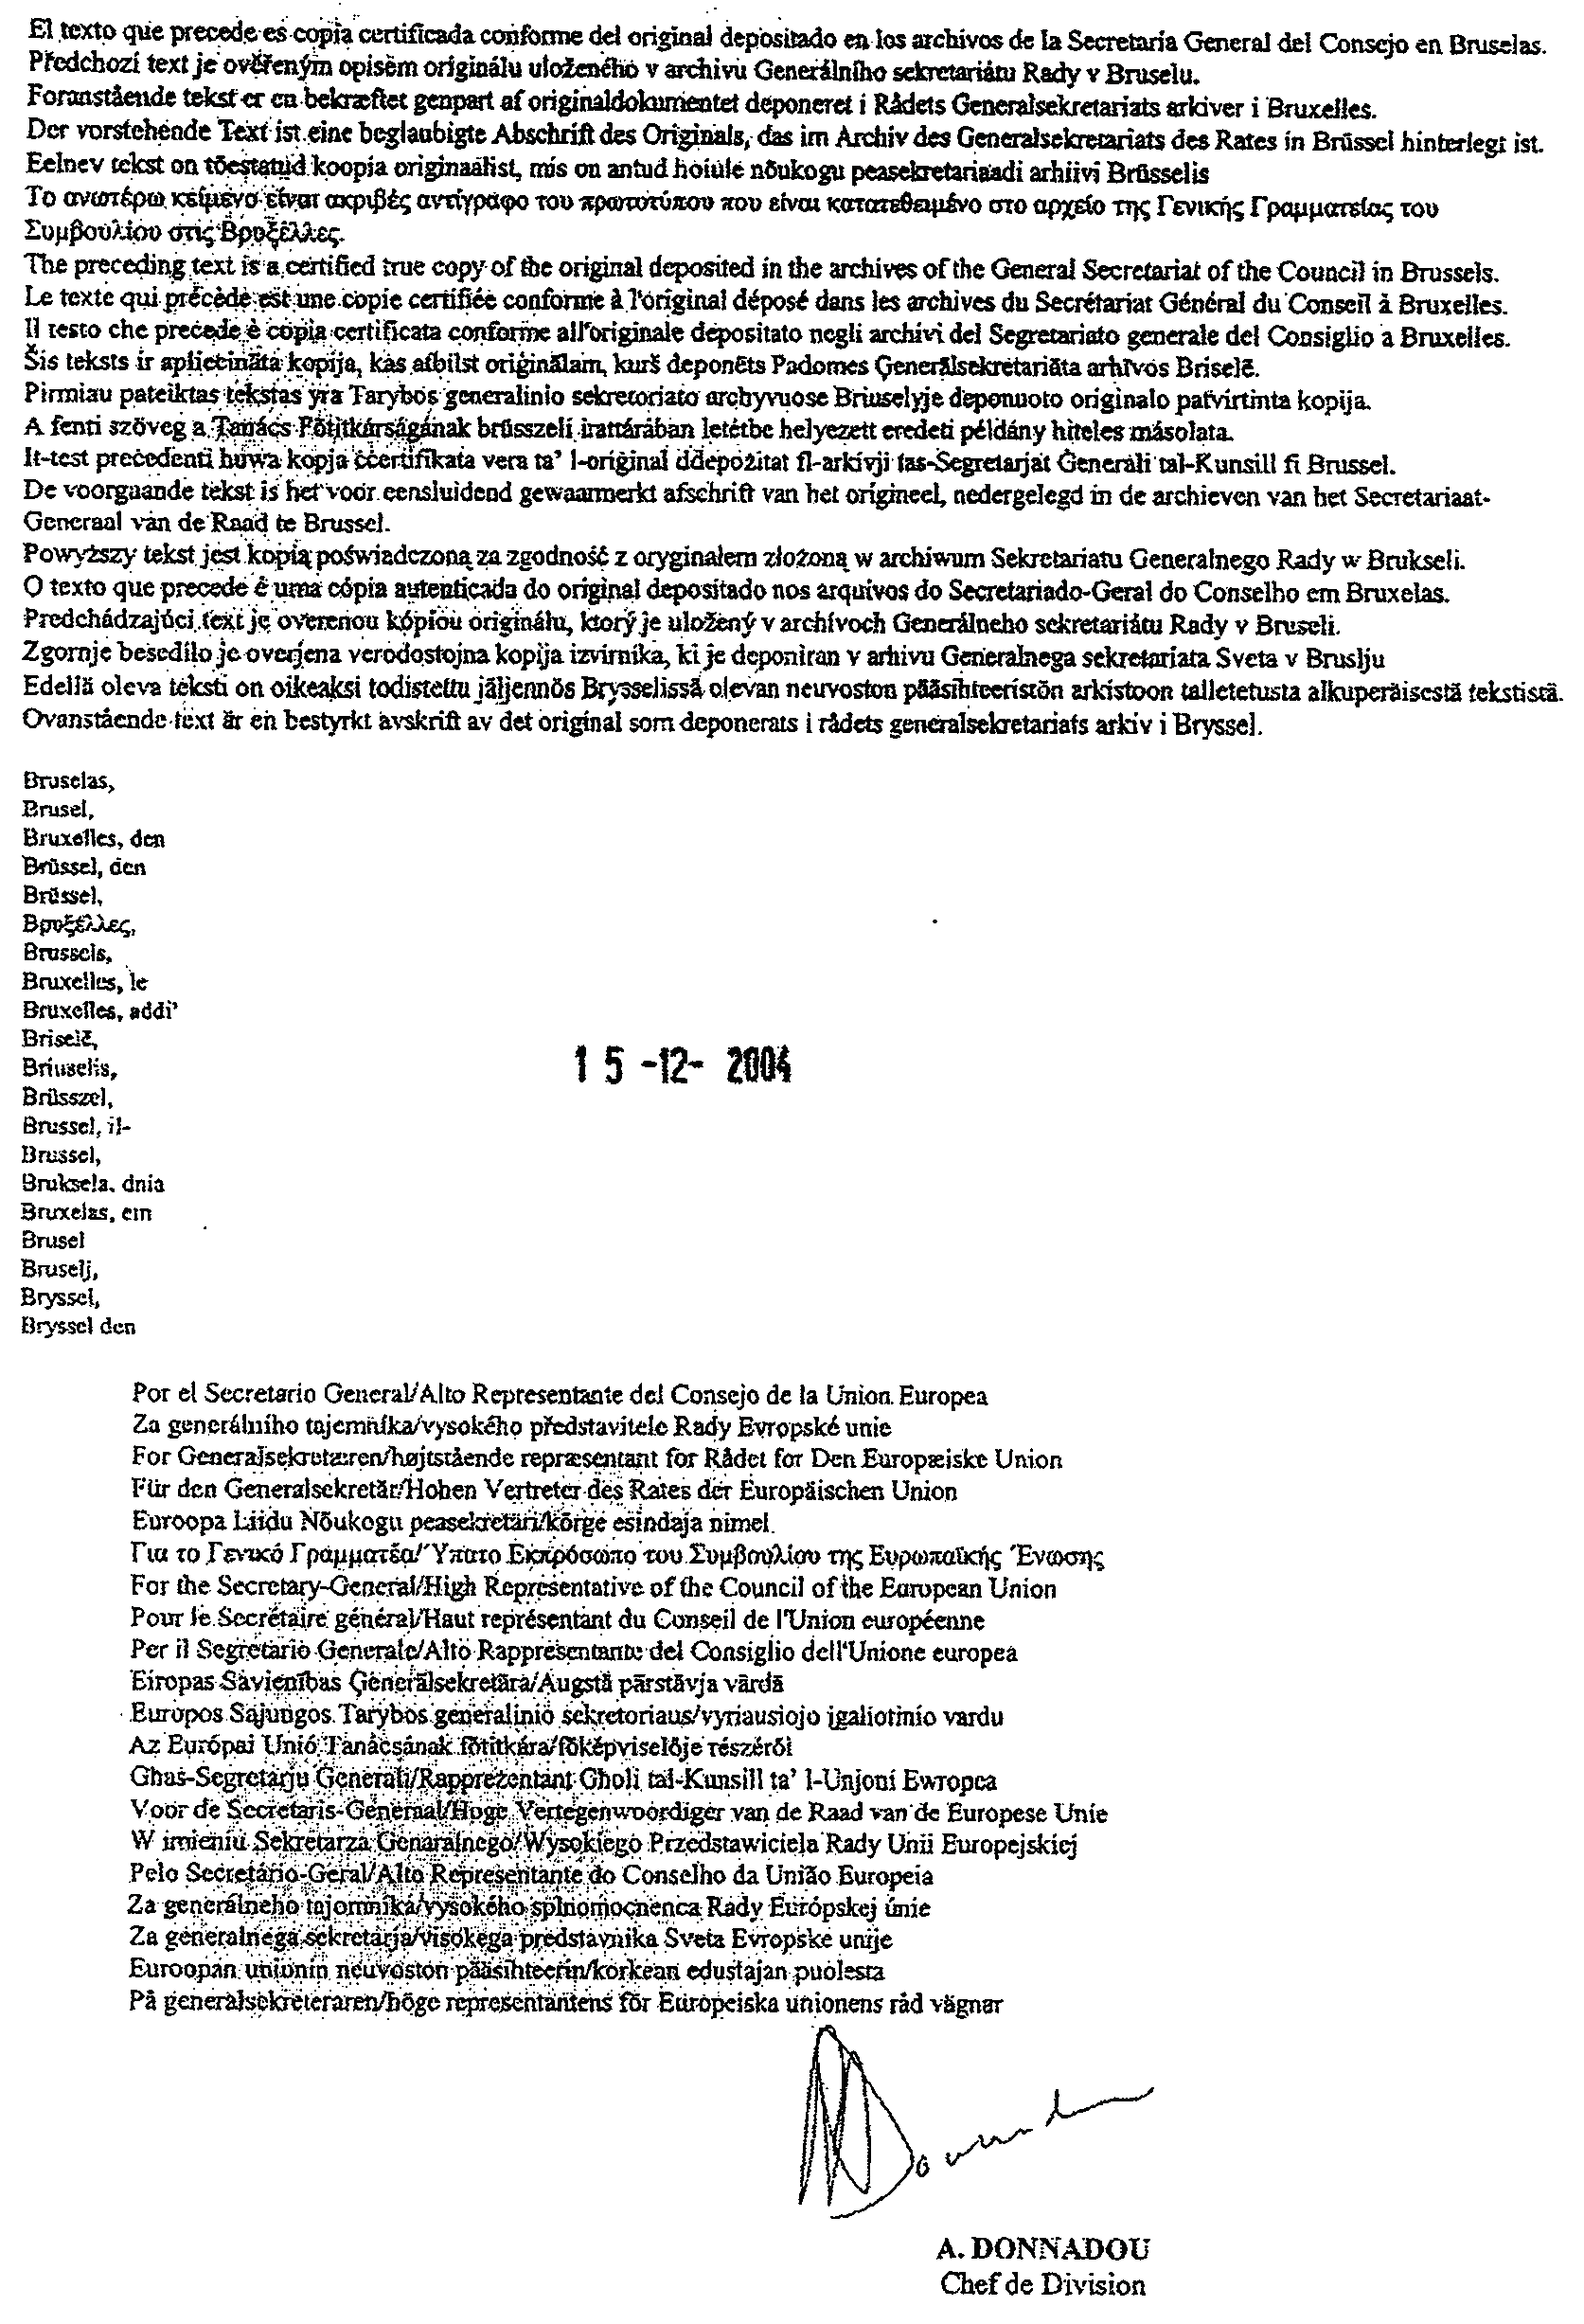 El texto que precede es copia certificada conforme del original depositado en los archivos de la Secretaría General del Consejo en Bruselas.
Předchozí text je ověřeným opisem originálu uloženého v archivu Generálního sekretariátu Rady v Bruselu.
Foranstående tekst er en bekræftet genpart af originaldokumentet deponeret i Rådets Generalsekretariats arkiver i Bruxelles.
Der vorstehende Text ist eine beglaubigte Abschrift des Originals, das im Archiv des Generalsekretariats des Rates in Brüssel hinterlegt ist.
Eelnev tekst on tõestatud koopia originaalist, mis on antud hoiule nõukogu peasekretariaadi arhiivi Brüsselis
Το ανωτέρω κείμενο είναι ακριβές αντίγραφο του πρωτοτύπου που είναι κατατεθειμένο στο αρχείο της Γενικής Γραμματείας του
Συμβουλίου στις Βρυξέλλες.
The preceding text is a certified true copy of the original deposited in the archives of the General Secretariat of the Council in Brussels.
Le texte qui précède est une copie certifiée conforme à l'original déposé dans les archives du Secrétariat Général du Conseil à Bruxelles.
Il testo che precede è copia certificata conforme all'originale depositato negli archivi del Segretariato generale del Consiglio a Bruxelles.
Šis teksts ir apliecināta kopija, kas atbilst oriģinālam, kurš deponēts Padomes Ģenerālsekretariāta arhīvos Briselē.
Pirmiau pateiktas tekstas yra Tarybos generalinio sekretoriato archyvuose Briuselyje deponuoto originalo patvirtinta kopija.
A fenti szöveg a Tanács Főtitkárságának brüsszeli irattárában letétbe helyezett eredeti példány hiteles másolata.
It-test preċedenti huwa kopja ċċertifikata vera ta' l-oriġinal ddepożitat fl-arkivji tas-Segretarjat Ġenerali tal-Kunsill fi Brussel.
De voorgaande tekst is het voor eensluidend gewaarmerkt afschrift van het origineel, nedergelegd in de archieven van het Secretariaat-
Generaal van de Raad te Brussel.
Powyższy tekst jest kopią poświadczoną za zgodność z oryginałem złożoną w archiwum Sekretariatu Generalnego Rady w Brukseli.
O texto que precede é uma cópia autenticada do original depositado nos arquivos do Secretariado-Geral do Conselho em Bruxelas.
Predchádzajúci text je overenou kópiou originálu, ktorý je uložený v archívoch Generálneho sekretariátu Rady v Bruseli.
Zgornje besedilo je overjena verodostojna kopija izvirnika, ki je deponiran v arhivu Generalnega sekretariata Sveta v Bruslju
Edellä oleva teksti on oikeaksi todistettu jäljennös Brysselissä olevan neuvoston pääsihteeristön arkistoon talletetusta alkuperäisestä tekstistä.
Ovanstående text är en bestyrkt avskrift av det original som deponerats i rådets generalsekretariats arkiv i Bryssel.
Bruselas,
Brusel,
Bruxelles, den
Brüssel, den
Brüssel,
Βρυξέλλες,
Brussels,
Bruxelles, le
Bruxelles, addi'
Briselē,
Briuselis,
Brüsszel,
Brussel, il-
Brussel,
Bruksela, dnia
Bruxelas, em
Brusel
Bruselj,
Bryssel,
Bryssel den
15 -12- 2004
Por el Secretario General/Alto Representante del Consejo de la Union Europea
Za generálního tajemníka/vysokého představitele Rady Evropské unie
For Generalsekretæren/højtstående repræsentant for Rådet for Den Europæiske Union
Für den Generalsekretär/Hohen Vertreter des Rates der Europäischen Union
Euroopa Liidu Nõukogu peasekretäri/kõrge esindaja nimel
Για το Γενικό Γραμματέα/Ύπατο Εκπρόσωπο του Συμβουλίου της Ευρωπαϊκής Ένωσης
For the Secretary-General/High Representative of the Council of the European Union
Pour le Secrétaire général/Haut représentant du Conseil de l'Union européenne
Per il Segretario Generale/Alto Rappresentante del Consiglio dell'Unione europea
Eiropas Savienības Ģenerālsekretāra/Augstā pārstāvja vārdā
Europos Sąjungos Tarybos generalinio sekretoriaus/vyriausiojo įgaliotinio vardu
Az Európai Unió Tanácsának főtitkára/főképviselője részéről
Għas-Segretarju Ġenerali/Rappreżentant Għoli tal-Kunsill ta' l-Unjoni Ewropea
Voor de Secretaris-Generaal/Hoge Vertegenwoordiger van de Raad van de Europese Unie
W imieniu Sekretarza Generalnego/Wysokiego Przedstawiciela Rady Unii Europejskiej
Pelo Secretário-Geral/Alto Representante do Conselho da União Europeia
Za generálneho tajomníka/vysokého splnomocnenca Rady Európskej únie
Za generalnega sekretarja/visokega predstavnika Sveta Evropske unije
Euroopan unionin neuvoston pääsihteerin/korkean edustajan puolesta
På generalsekreteraren/höge representantens för Europeiska unionens råd vägnar
A. DONNADOU
Chef de Division